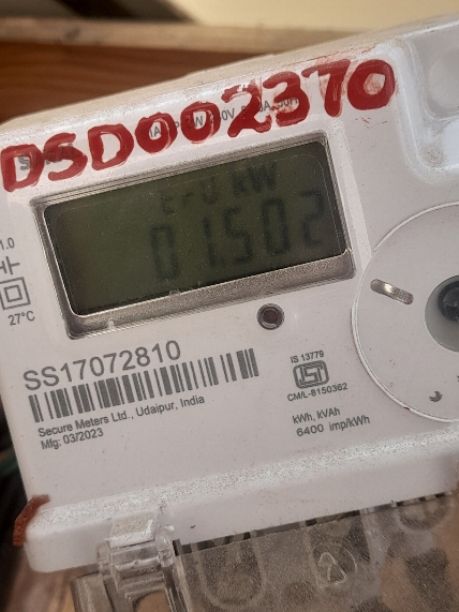 DSD002370
kW
01.502
1.0
27°C
SS17072810
Secure Meters Ltd., Udaipur, India
Mfg: 03/2023
IS 13779
CM/L-8150362
kWh, kVAh
6400 imp/kWh